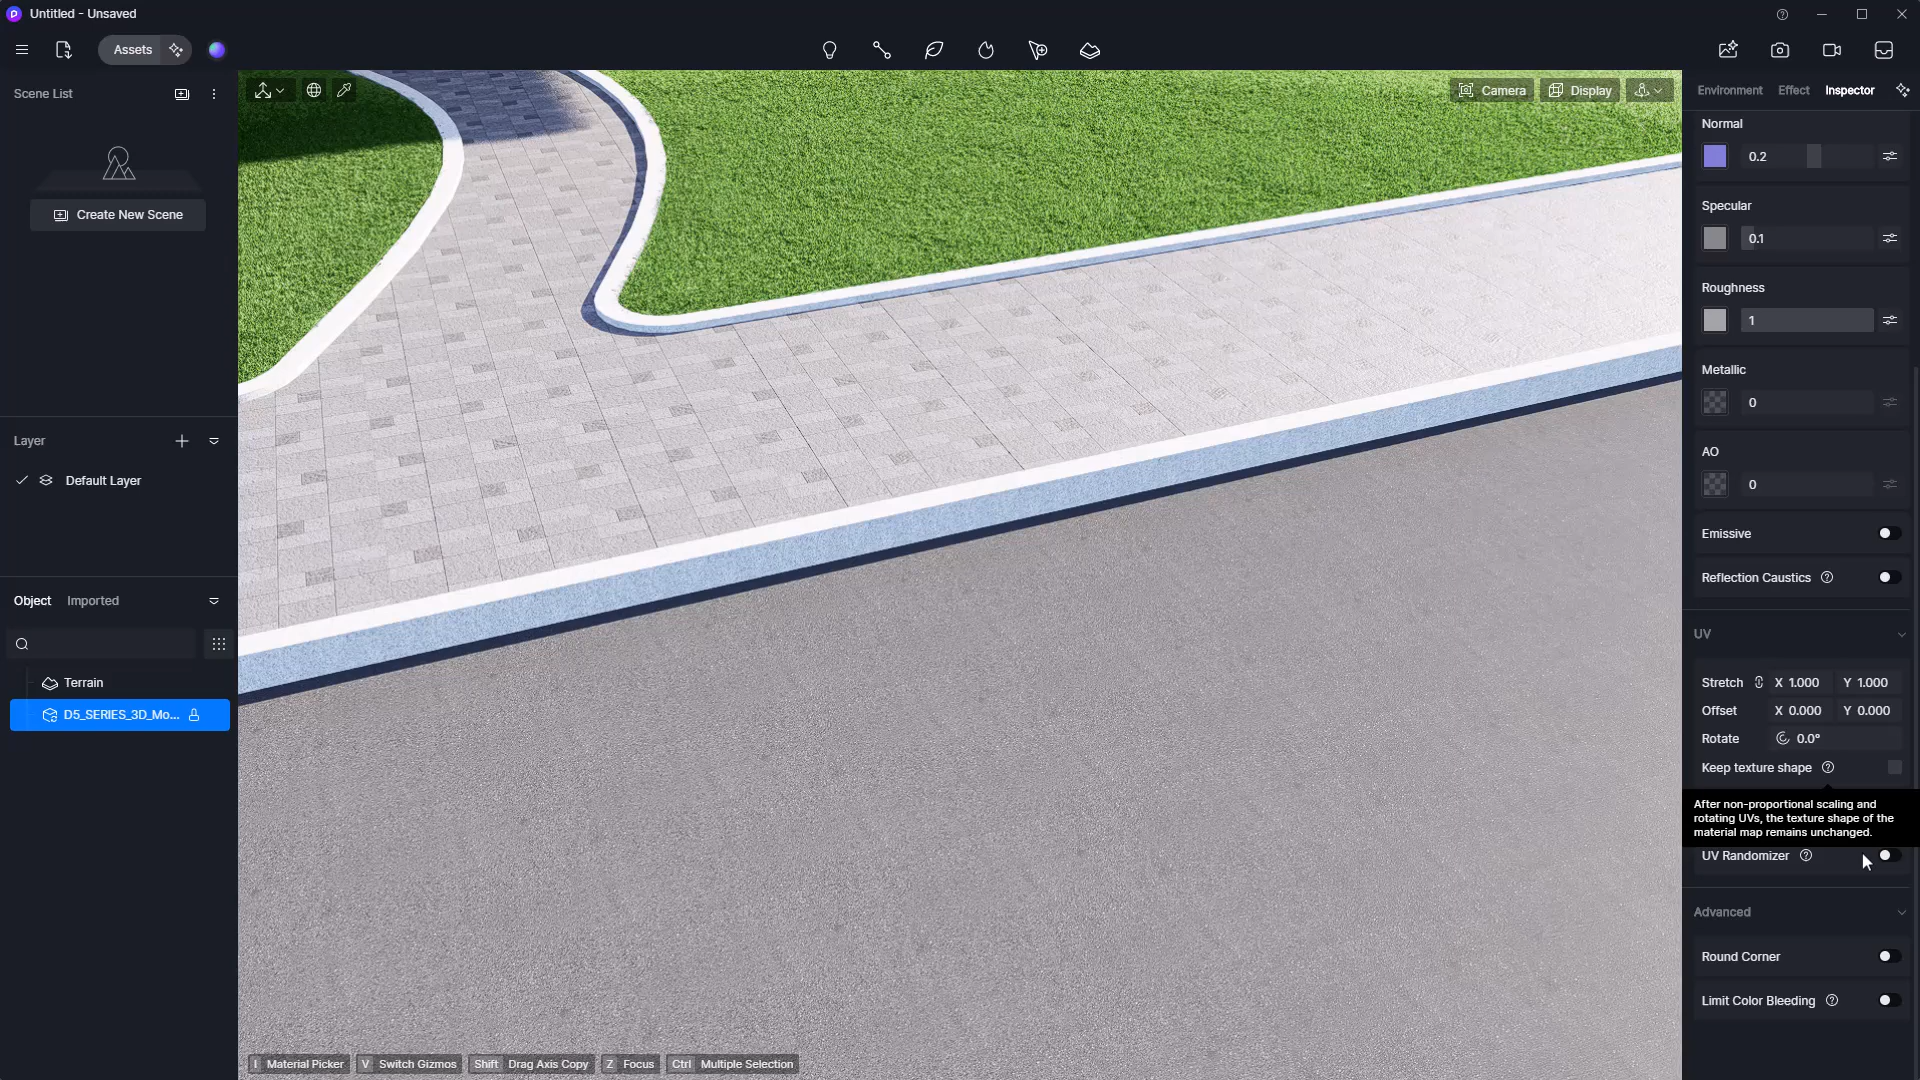 Untitled - Unsaved
Assets
Scene List
Create New Scene
Layer
Default Layer
Object Imported
Terrain
D5_SERIES_3D_Mo...
Camera Display
I Material Picker V Switch Gizmos Shift Drag Axis Copy Z Focus Ctrl Multiple Selection
Environment Effect Inspector
Normal
0.2
Specular
0.1
Roughness
1
Metallic
0
AO
0
Emissive
Reflection Caustics
UV
Stretch X 1.000 Y 1.000
Offset X 0.000 Y 0.000
Rotate 0.0°
Keep texture shape
After non-proportional scaling and
rotating UVs, the texture shape of the
material map remains unchanged.
UV Randomizer
Advanced
Round Corner
Limit Color Bleeding